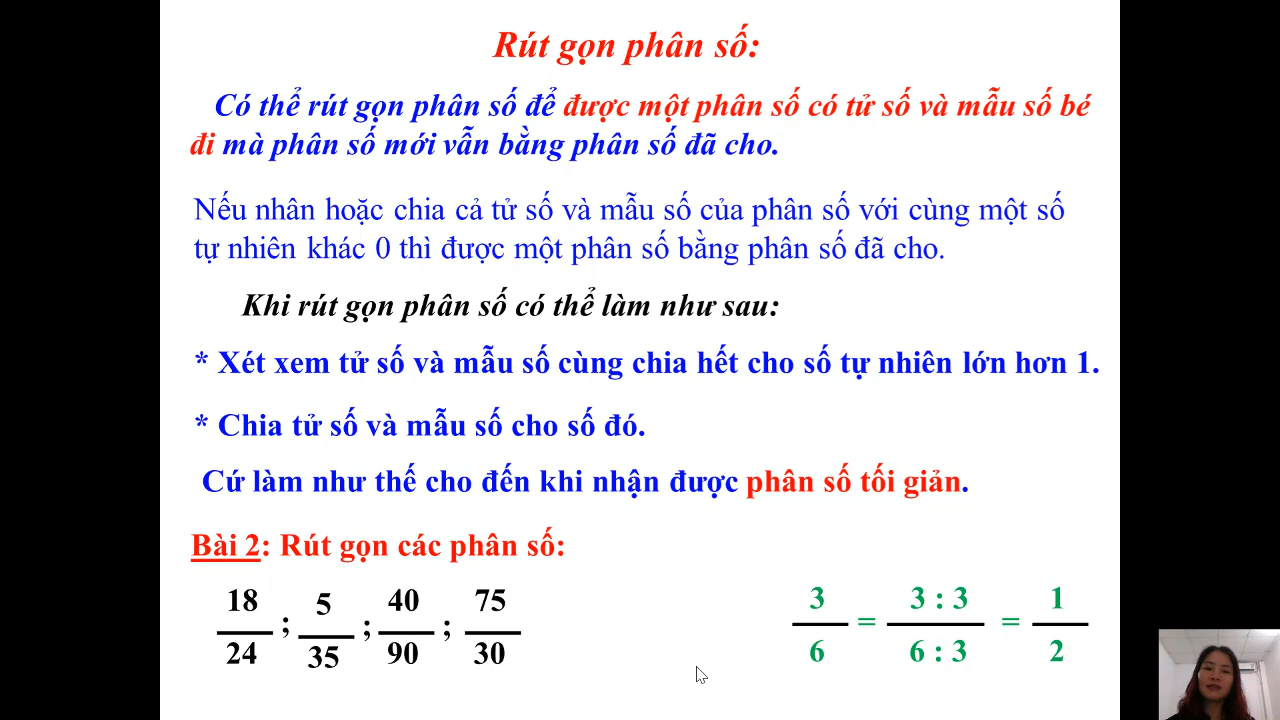 Rút gọn phân số:
Có thể rút gọn phân số để được một phân số có tử số và mẫu số bé
đi mà phân số mới vẫn bằng phân số đã cho.
Nếu nhân hoặc chia cả tử số và mẫu số của phân số với cùng một số
tự nhiên khác 0 thì được một phân số bằng phân số đã cho.
Khi rút gọn phân số có thể làm như sau:
* Xét xem tử số và mẫu số cùng chia hết cho số tự nhiên lớn hơn 1.
* Chia tử số và mẫu số cho số đó.
Cứ làm như thế cho đến khi nhận được phân số tối giản.
Bài 2: Rút gọn các phân số:
18/24 ; 5/35 ; 40/90 ; 75/30
3/6 = 3 : 3/6 : 3 = 1/2